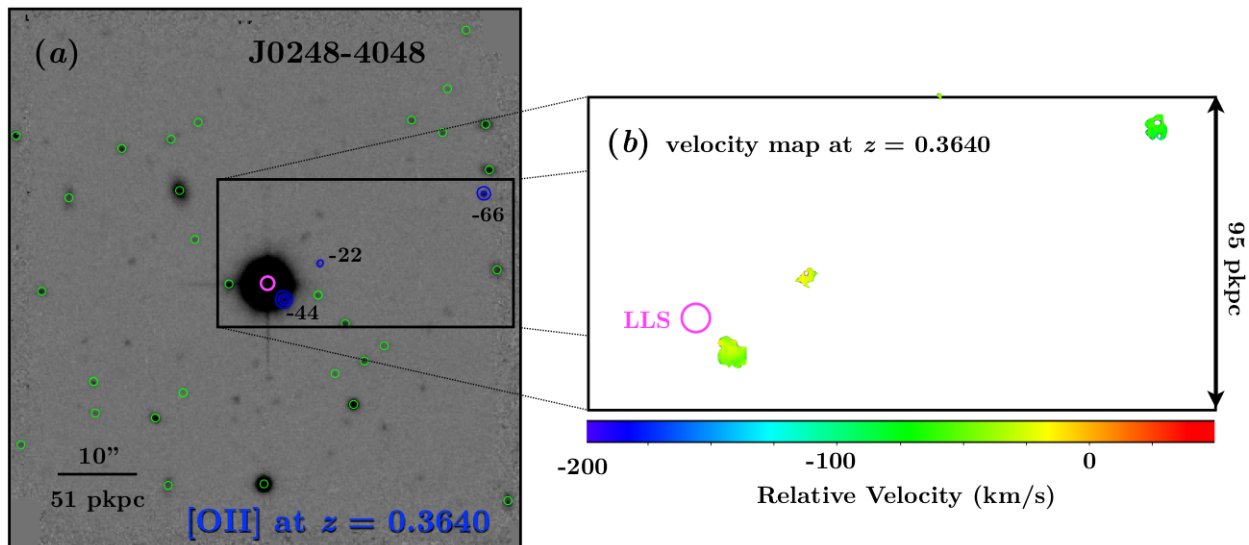 (a) J0248-4048
-66
-22
-44
10"
51 pkpc
[OII] at z = 0.3640
(b) velocity map at z = 0.3640
LLS
95 pkpc
-200 -100 0
Relative Velocity (km/s)